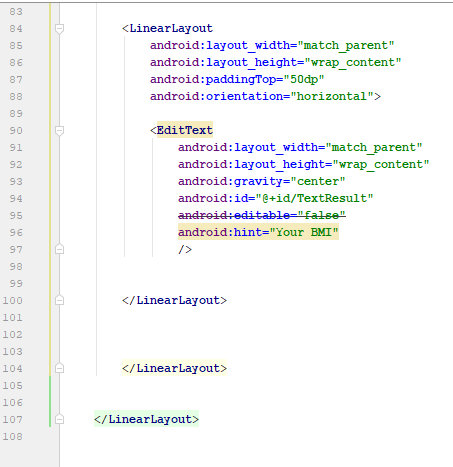 83
84 <LinearLayout
85 android:layout_width="match_parent"
86 android:layout_height="wrap_content"
87 android:paddingTop="50dp"
88 android:orientation="horizontal">
89
90 <EditText
91 android:layout_width="match_parent"
92 android:layout_height="wrap_content"
93 android:gravity="center"
94 android:id="@+id/TextResult"
95 android:editable="false"
96 android:hint="Your BMI"
97 />
98
99
100 </LinearLayout>
101
102
103
104 </LinearLayout>
105
106
107 </LinearLayout>
108